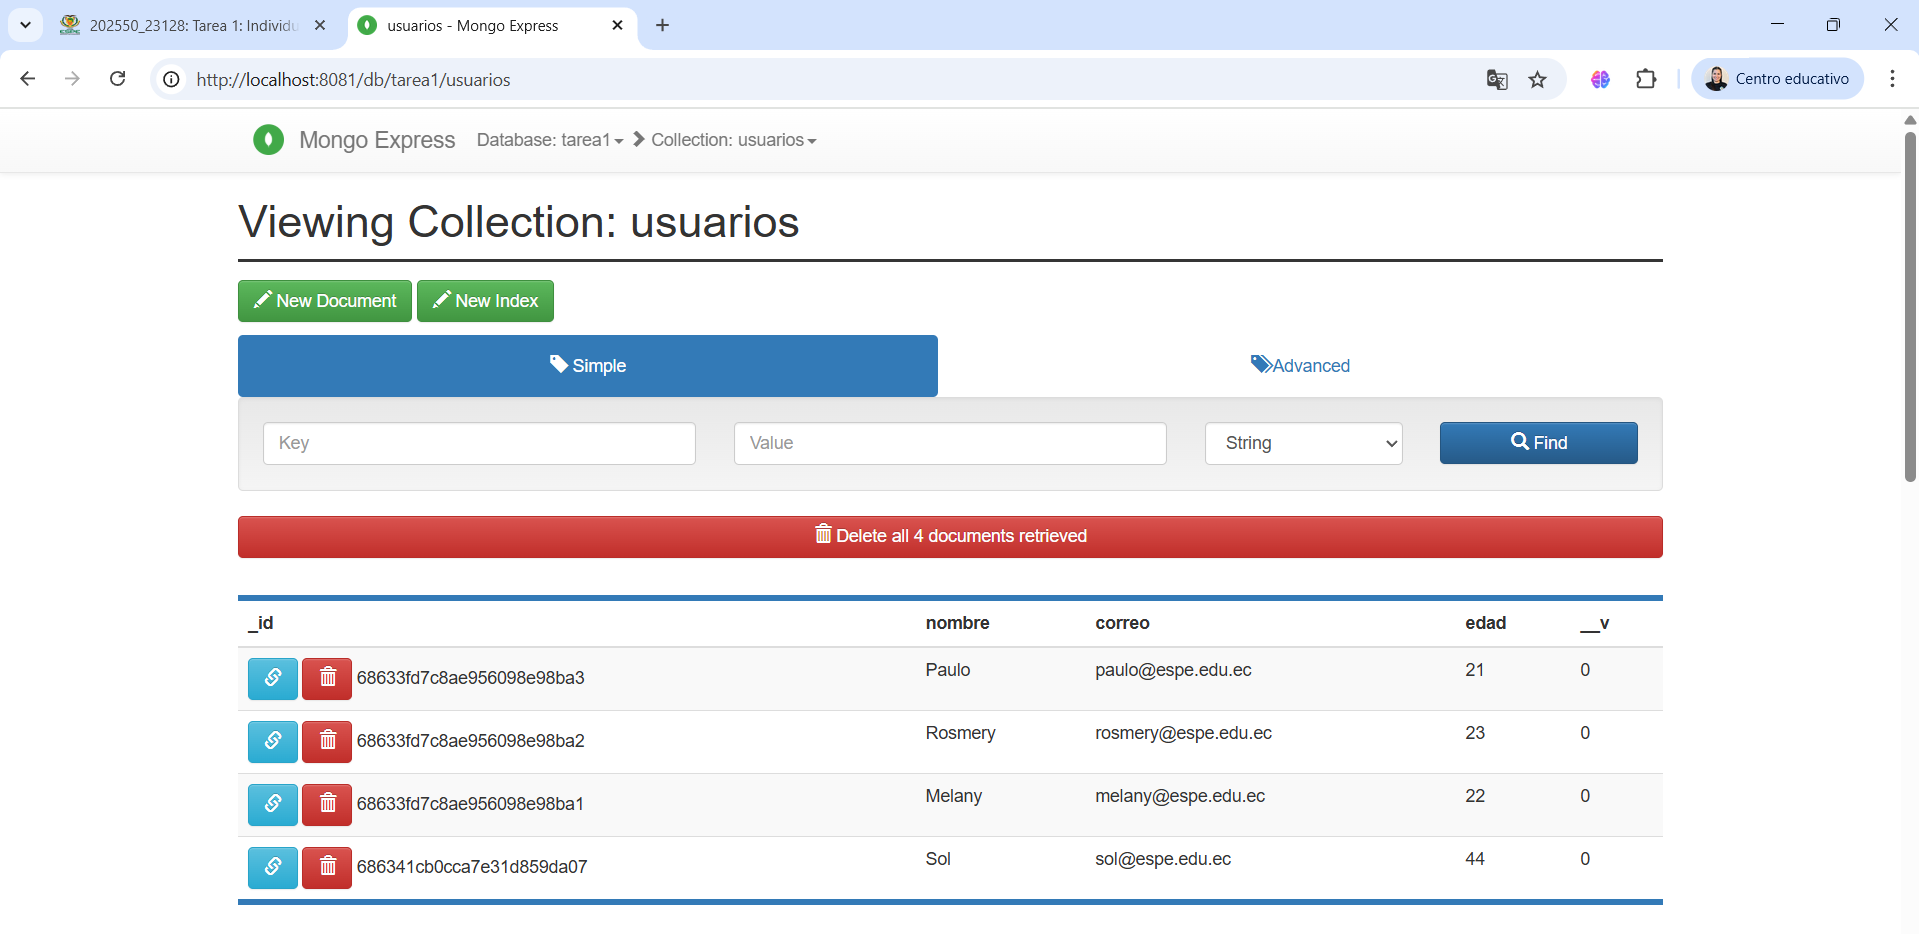 202550_23128: Tarea 1: Individu
usuarios - Mongo Express
http://localhost:8081/db/tarea1/usuarios
Centro educativo
Mongo Express Database: tarea1 Collection: usuarios
Viewing Collection: usuarios
New Document New Index
Simple Advanced
Key Value String Find
Delete all 4 documents retrieved
_id nombre correo edad __v
68633fd7c8ae956098e98ba3 Paulo paulo@espe.edu.ec 21 0
68633fd7c8ae956098e98ba2 Rosmery rosmery@espe.edu.ec 23 0
68633fd7c8ae956098e98ba1 Melany melany@espe.edu.ec 22 0
686341cb0cca7e31d859da07 Sol sol@espe.edu.ec 44 0